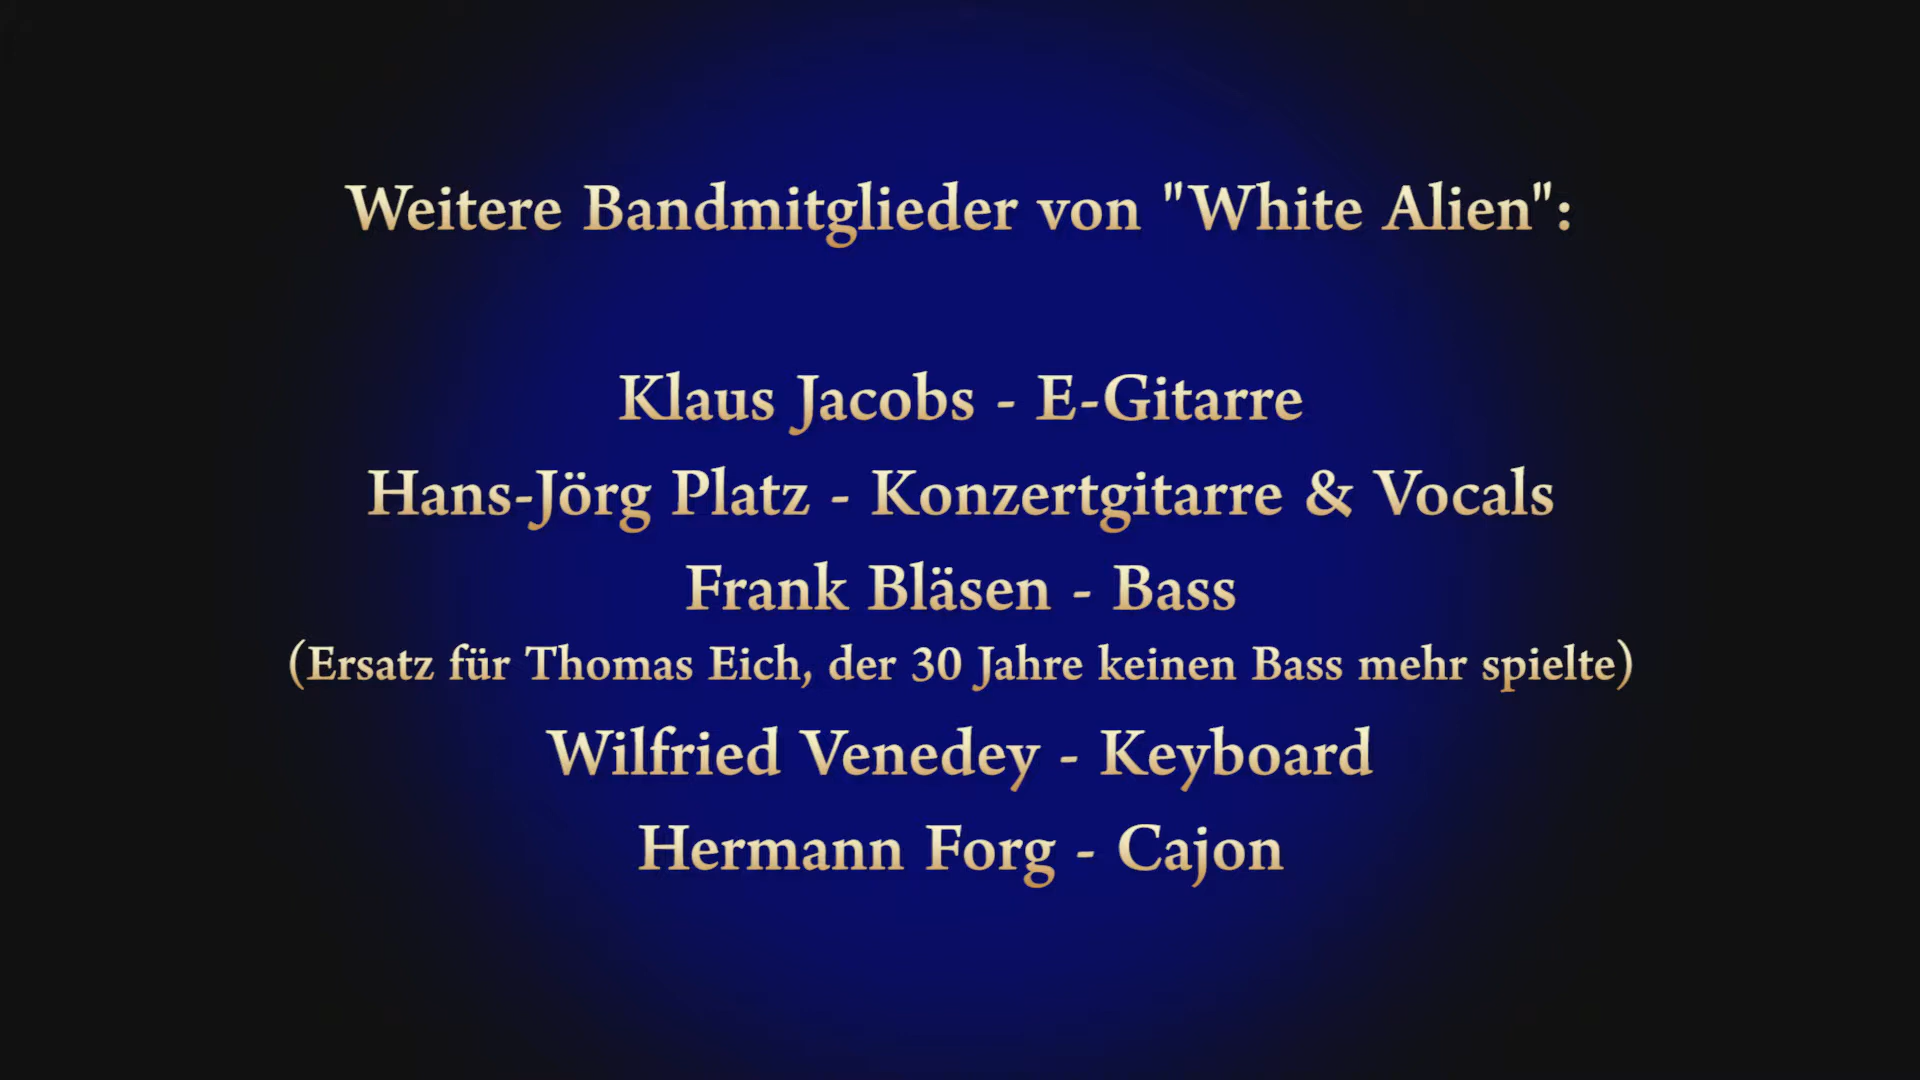 Weitere Bandmitglieder von "White Alien":
Klaus Jacobs - E-Gitarre
Hans-Jörg Platz - Konzertgitarre & Vocals
Frank Bläsen - Bass
(Ersatz für Thomas Eich, der 30 Jahre keinen Bass mehr spielte)
Wilfried Venedey - Keyboard
Hermann Forg - Cajon